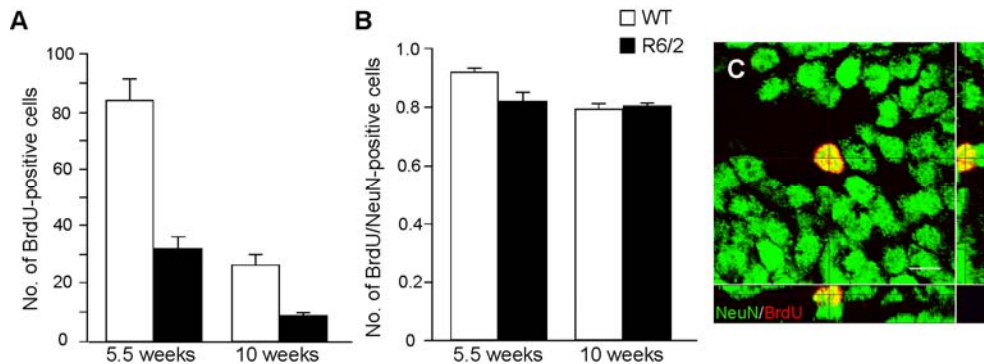 A
No. of BrdU-positive cells
100
80
60
40
20
0
5.5 weeks
10 weeks
B
WT
R6/2
No. of BrdU/NeuN-positive cells
1.0
0.8
0.6
0.4
0.2
0
5.5 weeks
10 weeks
C
NeuN/BrdU